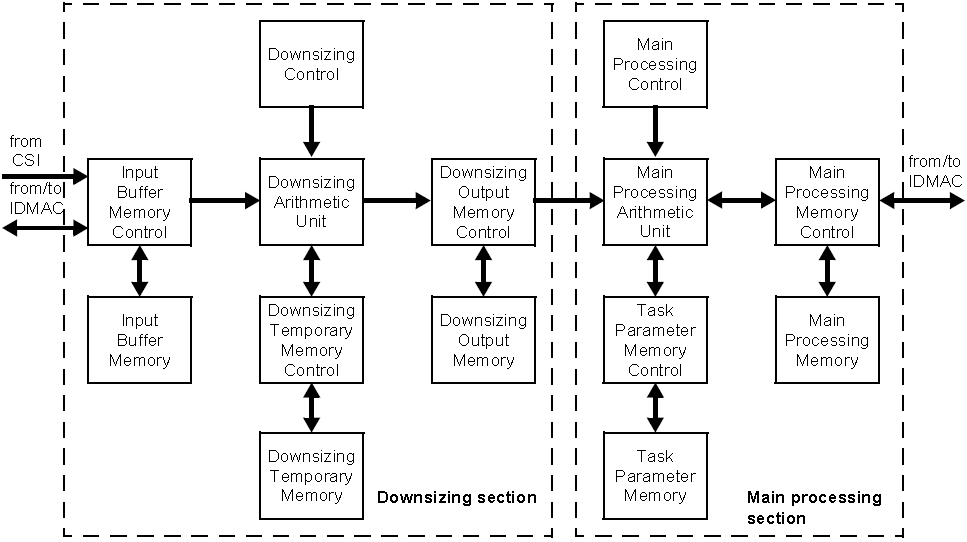 Downsizing
Control
Main
Processing
Control
from
CSI
from/to
IDMAC
Input
Buffer
Memory
Control
Downsizing
Arithmetic
Unit
Downsizing
Output
Memory
Control
Main
Processing
Arithmetic
Unit
Main
Processing
Memory
Control
from/to
IDMAC
Input
Buffer
Memory
Downsizing
Temporary
Memory
Control
Downsizing
Output
Memory
Task
Parameter
Memory
Control
Main
Processing
Memory
Downsizing
Temporary
Memory
Downsizing section
Task
Parameter
Memory
Main processing
section